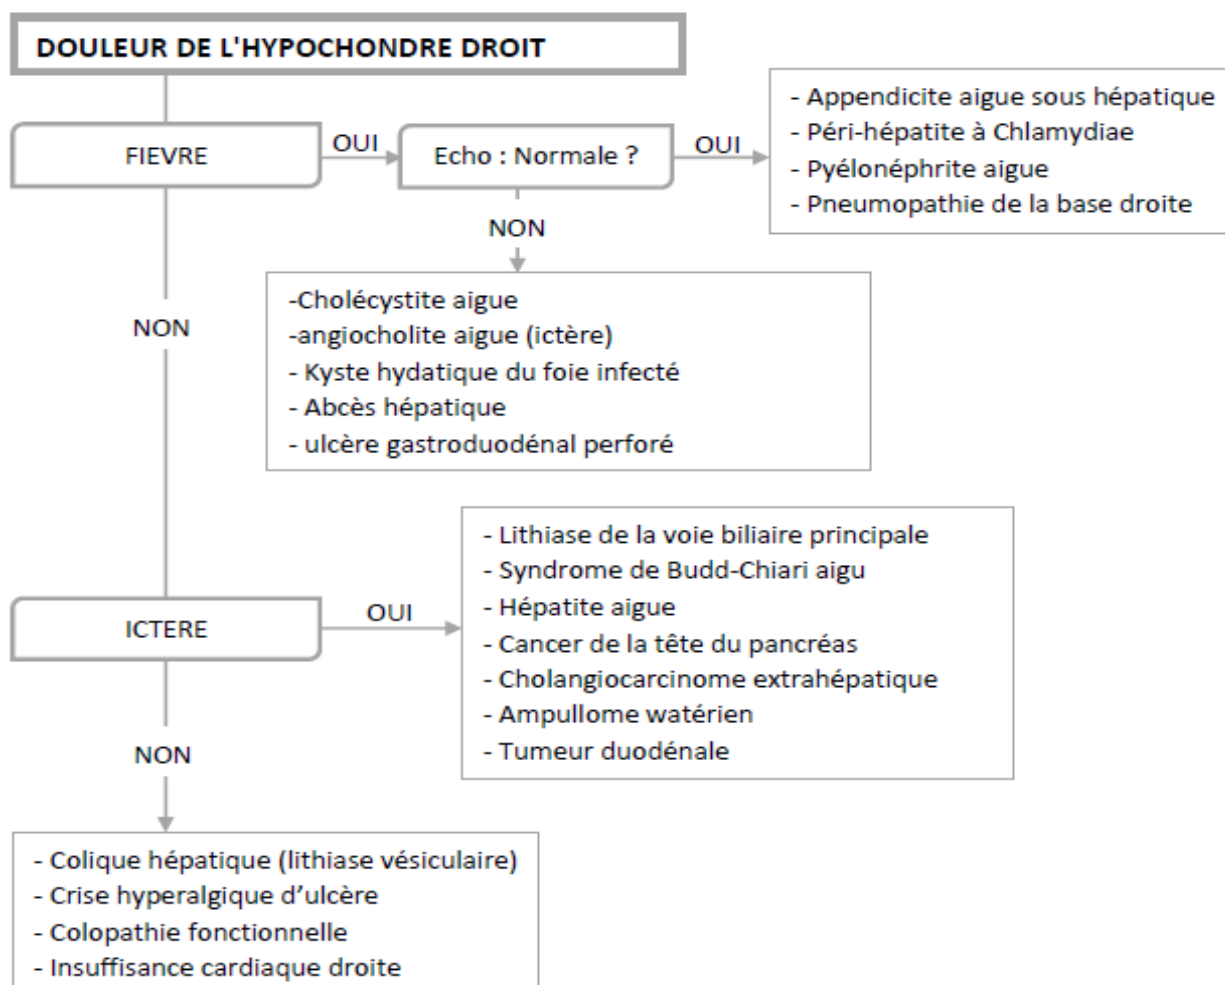 DOULEUR DE L'HYPOCHONDRE DROIT
FIEVRE
OUI
Echo : Normale ?
OUI
- Appendicite aigue sous hépatique
- Péri-hépatite à Chlamydiae
- Pyélonéphrite aigue
- Pneumopathie de la base droite
NON
-Cholécystite aigue
-angiocholite aigue (ictère)
- Kyste hydatique du foie infecté
- Abcès hépatique
- ulcère gastroduodénal perforé
NON
ICTERE
OUI
- Lithiase de la voie biliaire principale
- Syndrome de Budd-Chiari aigu
- Hépatite aigue
- Cancer de la tête du pancréas
- Cholangiocarcinome extrahépatique
- Ampullome watérien
- Tumeur duodénale
NON
- Colique hépatique (lithiase vésiculaire)
- Crise hyperalgique d’ulcère
- Colopathie fonctionnelle
- Insuffisance cardiaque droite